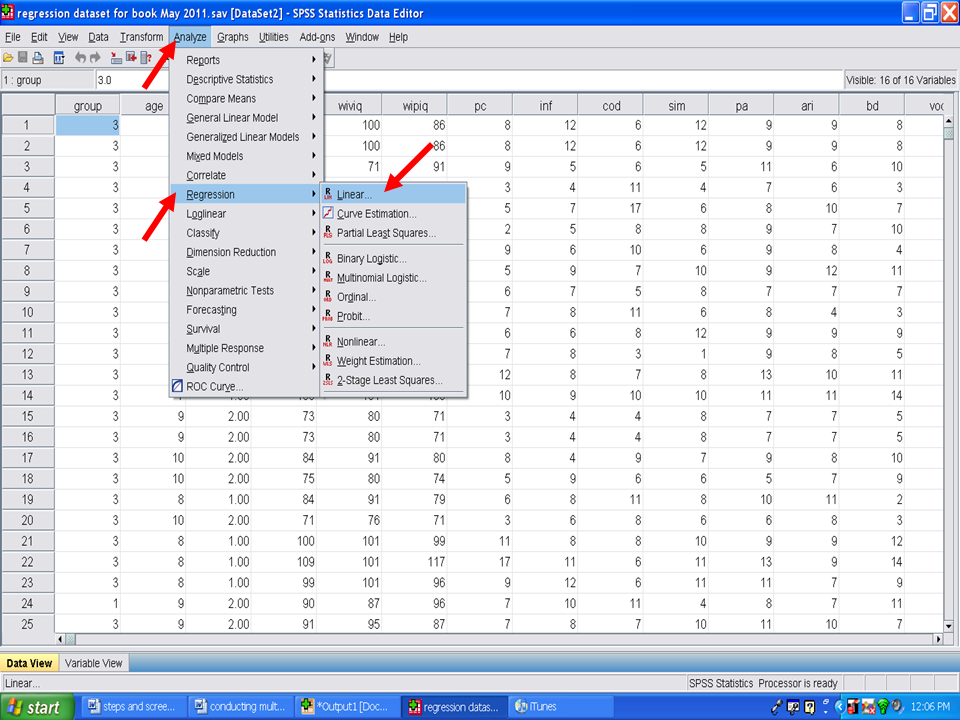 regression dataset for book May 2011.sav [DataSet2] - SPSS Statistics Data Editor
File Edit View Data Transform Analyze Graphs Utilities Add-ons Window Help
1 : group 3.0 Visible: 16 of 16 Variables
Reports
Descriptive Statistics
Compare Means
General Linear Model
Generalized Linear Models
Mixed Models
Correlate
Regression
Loglinear
Classify
Dimension Reduction
Scale
Nonparametric Tests
Forecasting
Survival
Multiple Response
Quality Control
ROC Curve...
Linear...
Curve Estimation...
Partial Least Squares...
Binary Logistic...
Multinomial Logistic...
Ordinal...
Probit...
Nonlinear...
Weight Estimation...
2-Stage Least Squares...
group age wiviq wipiq pc inf cod sim pa ari bd voc
1 3 100 86 8 12 6 12 9 9 8
2 3 100 86 8 12 6 12 9 9 8
3 3 71 91 9 5 6 5 11 6 10
4 3 3 4 11 4 7 6 3
5 3 5 7 17 6 8 10 7
6 3 2 5 8 8 9 7 10
7 3 9 6 10 6 9 8 4
8 3 5 9 7 10 9 12 11
9 3 6 7 5 8 7 7 7
10 3 7 8 11 6 8 4 3
11 3 6 6 8 12 9 9 9
12 3 7 8 3 1 9 8 5
13 3 12 8 7 8 13 10 11
14 3 10 9 10 10 11 11 14
15 3 9 2.00 73 80 71 3 4 4 8 7 7 5
16 3 9 2.00 73 80 71 3 4 4 8 7 7 5
17 3 10 2.00 84 91 80 8 4 9 7 9 8 10
18 3 10 2.00 75 80 74 5 9 6 6 5 7 9
19 3 8 1.00 84 91 79 6 8 11 8 10 11 2
20 3 10 2.00 71 76 71 3 6 8 6 6 8 3
21 3 8 1.00 100 101 99 11 8 8 10 9 9 12
22 3 8 1.00 109 101 117 17 11 6 11 13 9 14
23 3 8 1.00 99 101 96 9 12 6 11 11 7 9
24 1 9 2.00 90 87 96 7 10 11 4 8 7 11
25 3 9 2.00 91 95 87 7 8 7 10 11 10 7
Data View Variable View
Linear... SPSS Statistics Processor is ready
start steps and scree... conducting mult... *Output1 [Doc... regression datas... iTunes 12:06 PM